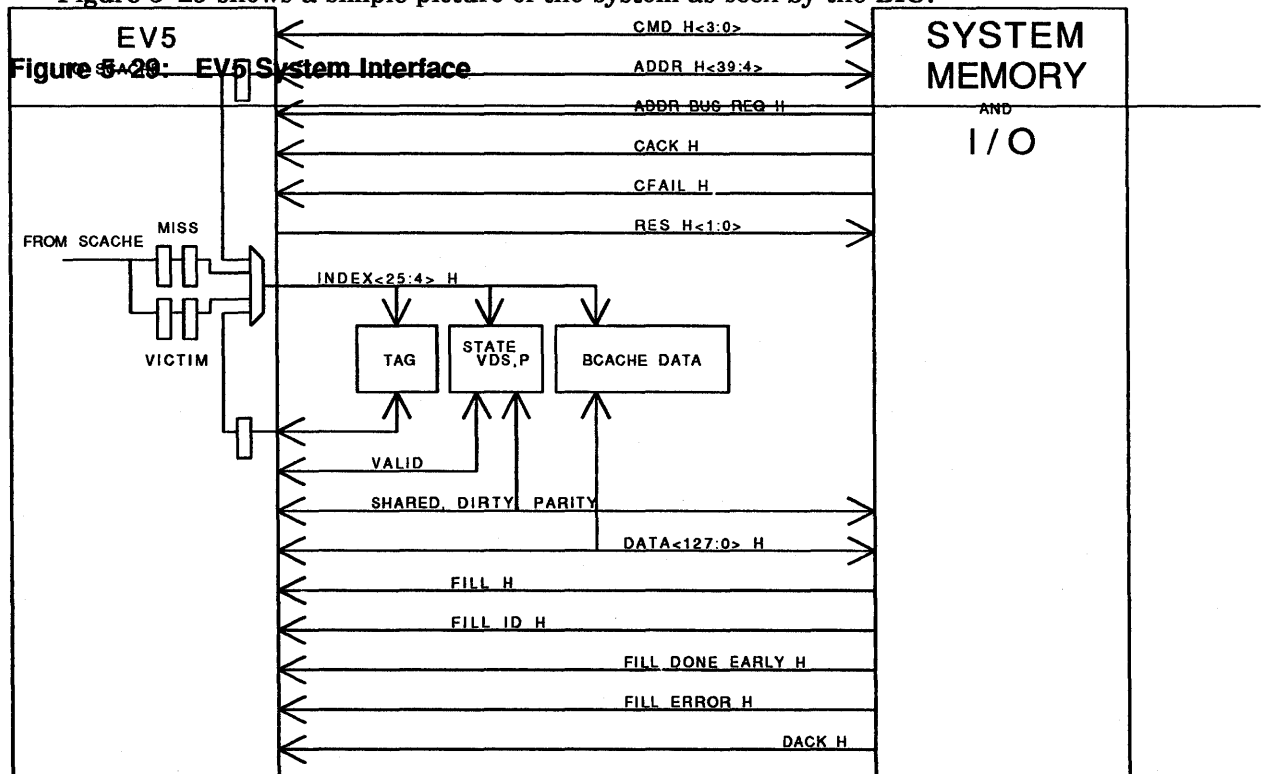 Figure 5-29 shows a simple picture of the system as seen by the BIU.
EV5
CMD H<3:0>
SYSTEM
MEMORY
AND
I/O
Figure 5-29: EV5 System Interface
ADDR H<39:4>
ADDR BUS REQ H
CACK H
CFAIL H
RES H<1:0>
FROM SCACHE
MISS
VICTIM
INDEX<25:4> H
TAG
STATE
VDS,P
BCACHE DATA
VALID
SHARED, DIRTY, PARITY
DATA<127:0> H
FILL H
FILL ID H
FILL DONE EARLY H
FILL ERROR H
DACK H